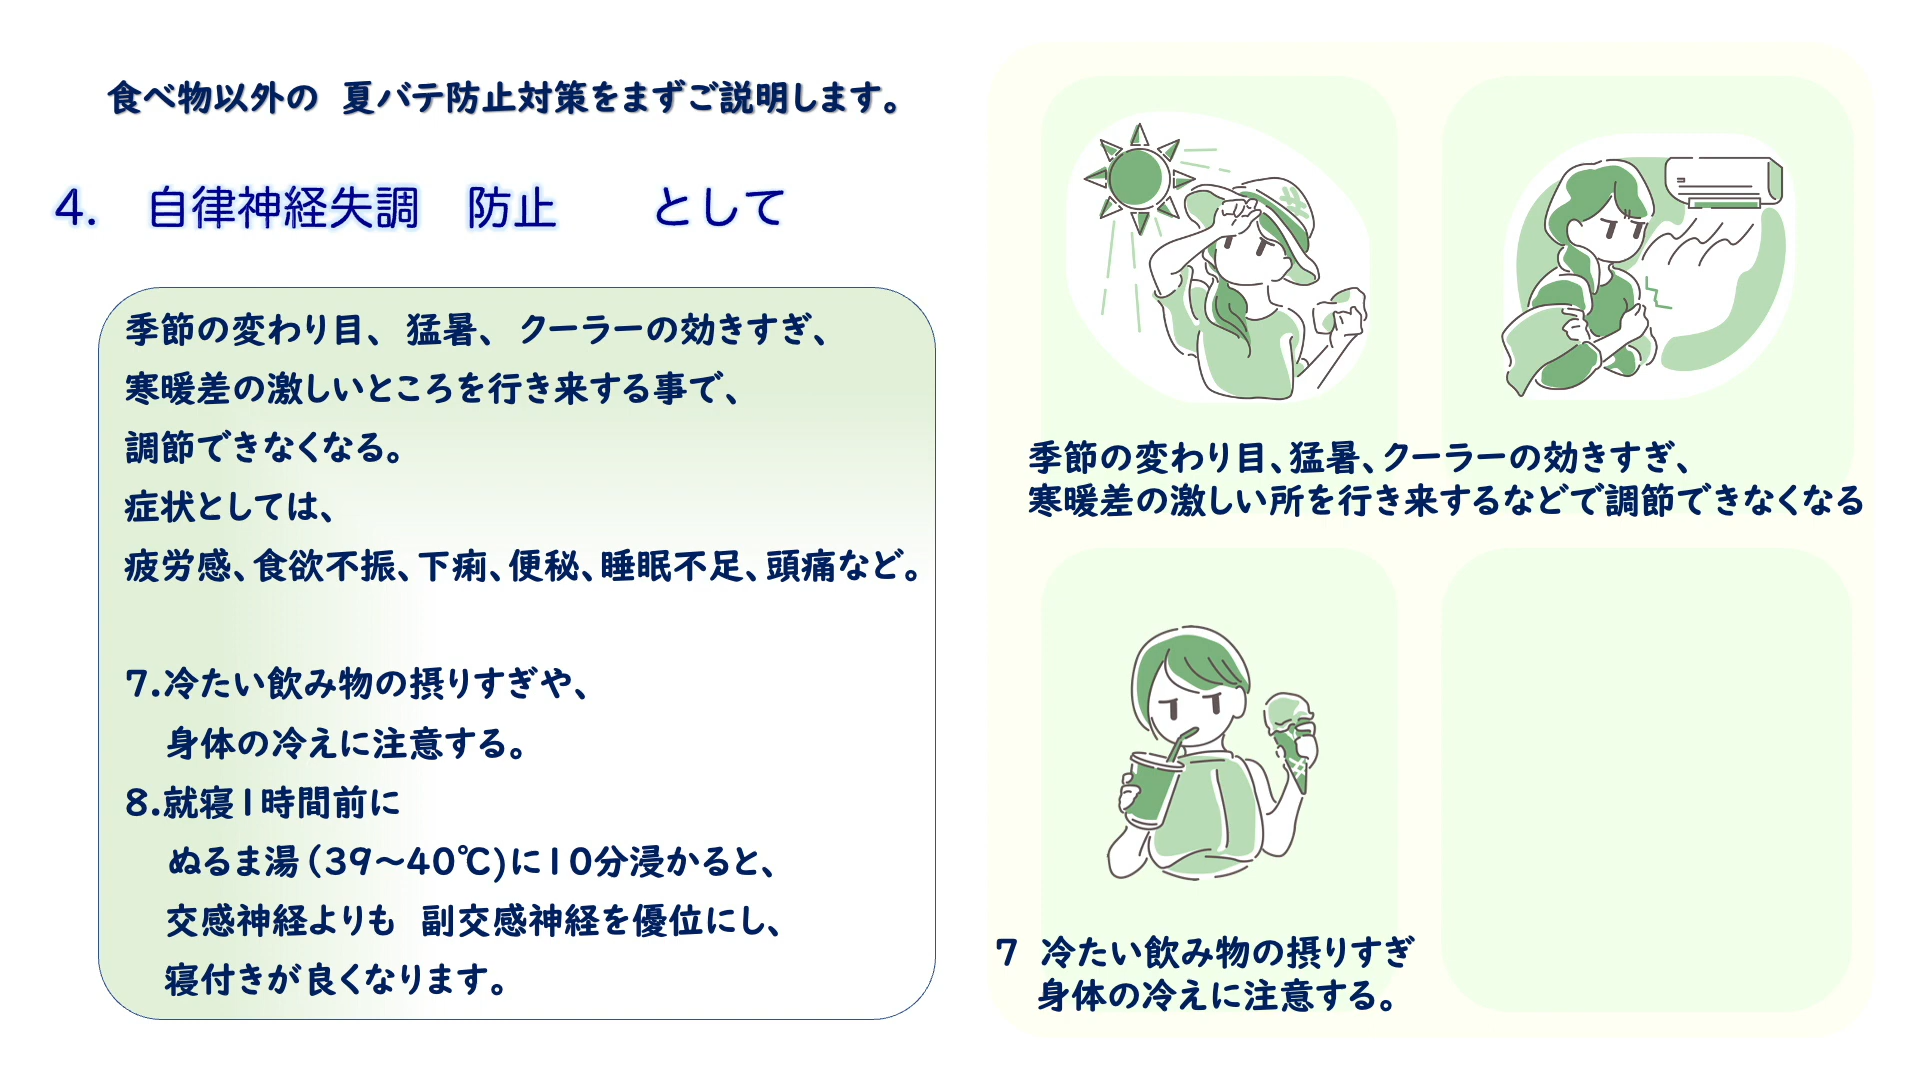 食べ物以外の 夏バテ防止対策をまずご説明します。
4. 自律神経失調 防止 として
季節の変わり目、猛暑、クーラーの効きすぎ、
寒暖差の激しいところを行き来する事で、
調節できなくなる。
症状としては、
疲労感、食欲不振、下痢、便秘、睡眠不足、頭痛など。
7.冷たい飲み物の摂りすぎや、
身体の冷えに注意する。
8.就寝1時間前に
ぬるま湯(39～40℃)に10分浸かると、
交感神経よりも 副交感神経を優位にし、
寝付きが良くなります。
季節の変わり目、猛暑、クーラーの効きすぎ、
寒暖差の激しい所を行き来するなどで調節できなくなる
7 冷たい飲み物の摂りすぎ
身体の冷えに注意する。